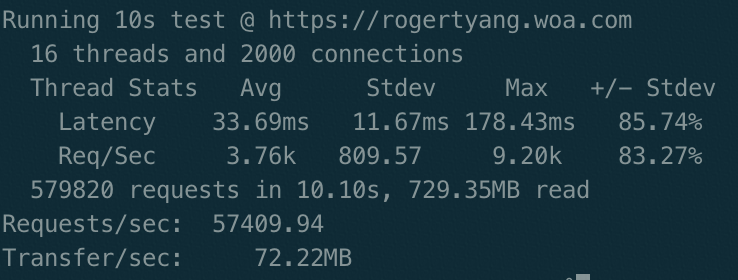 Running 10s test @ https://rogertyang.woa.com
  16 threads and 2000 connections
  Thread Stats   Avg      Stdev     Max   +/- Stdev
    Latency    33.69ms   11.67ms 178.43ms   85.74%
    Req/Sec     3.76k   809.57     9.20k    83.27%
  579820 requests in 10.10s, 729.35MB read
Requests/sec:  57409.94
Transfer/sec:     72.22MB